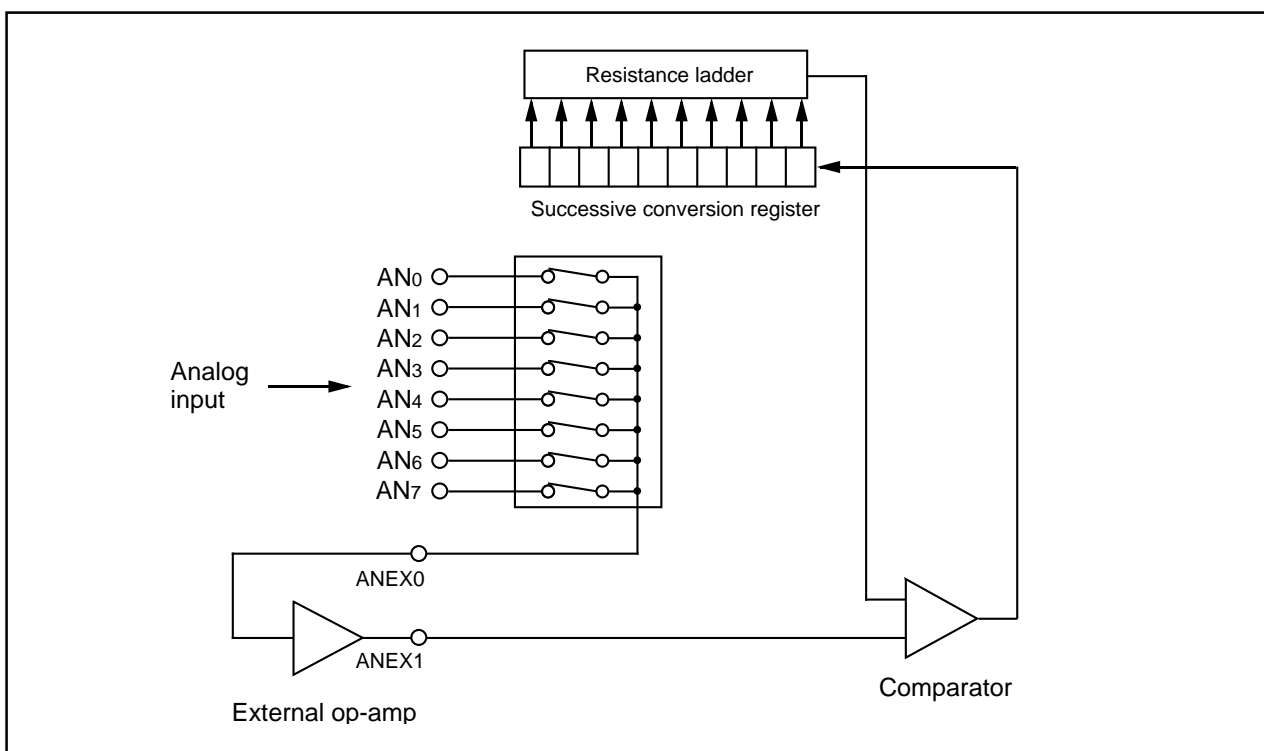 Resistance ladder
Successive conversion register
AN0
AN1
AN2
AN3
AN4
AN5
AN6
AN7
Analog
input
ANEX0
ANEX1
External op-amp
Comparator